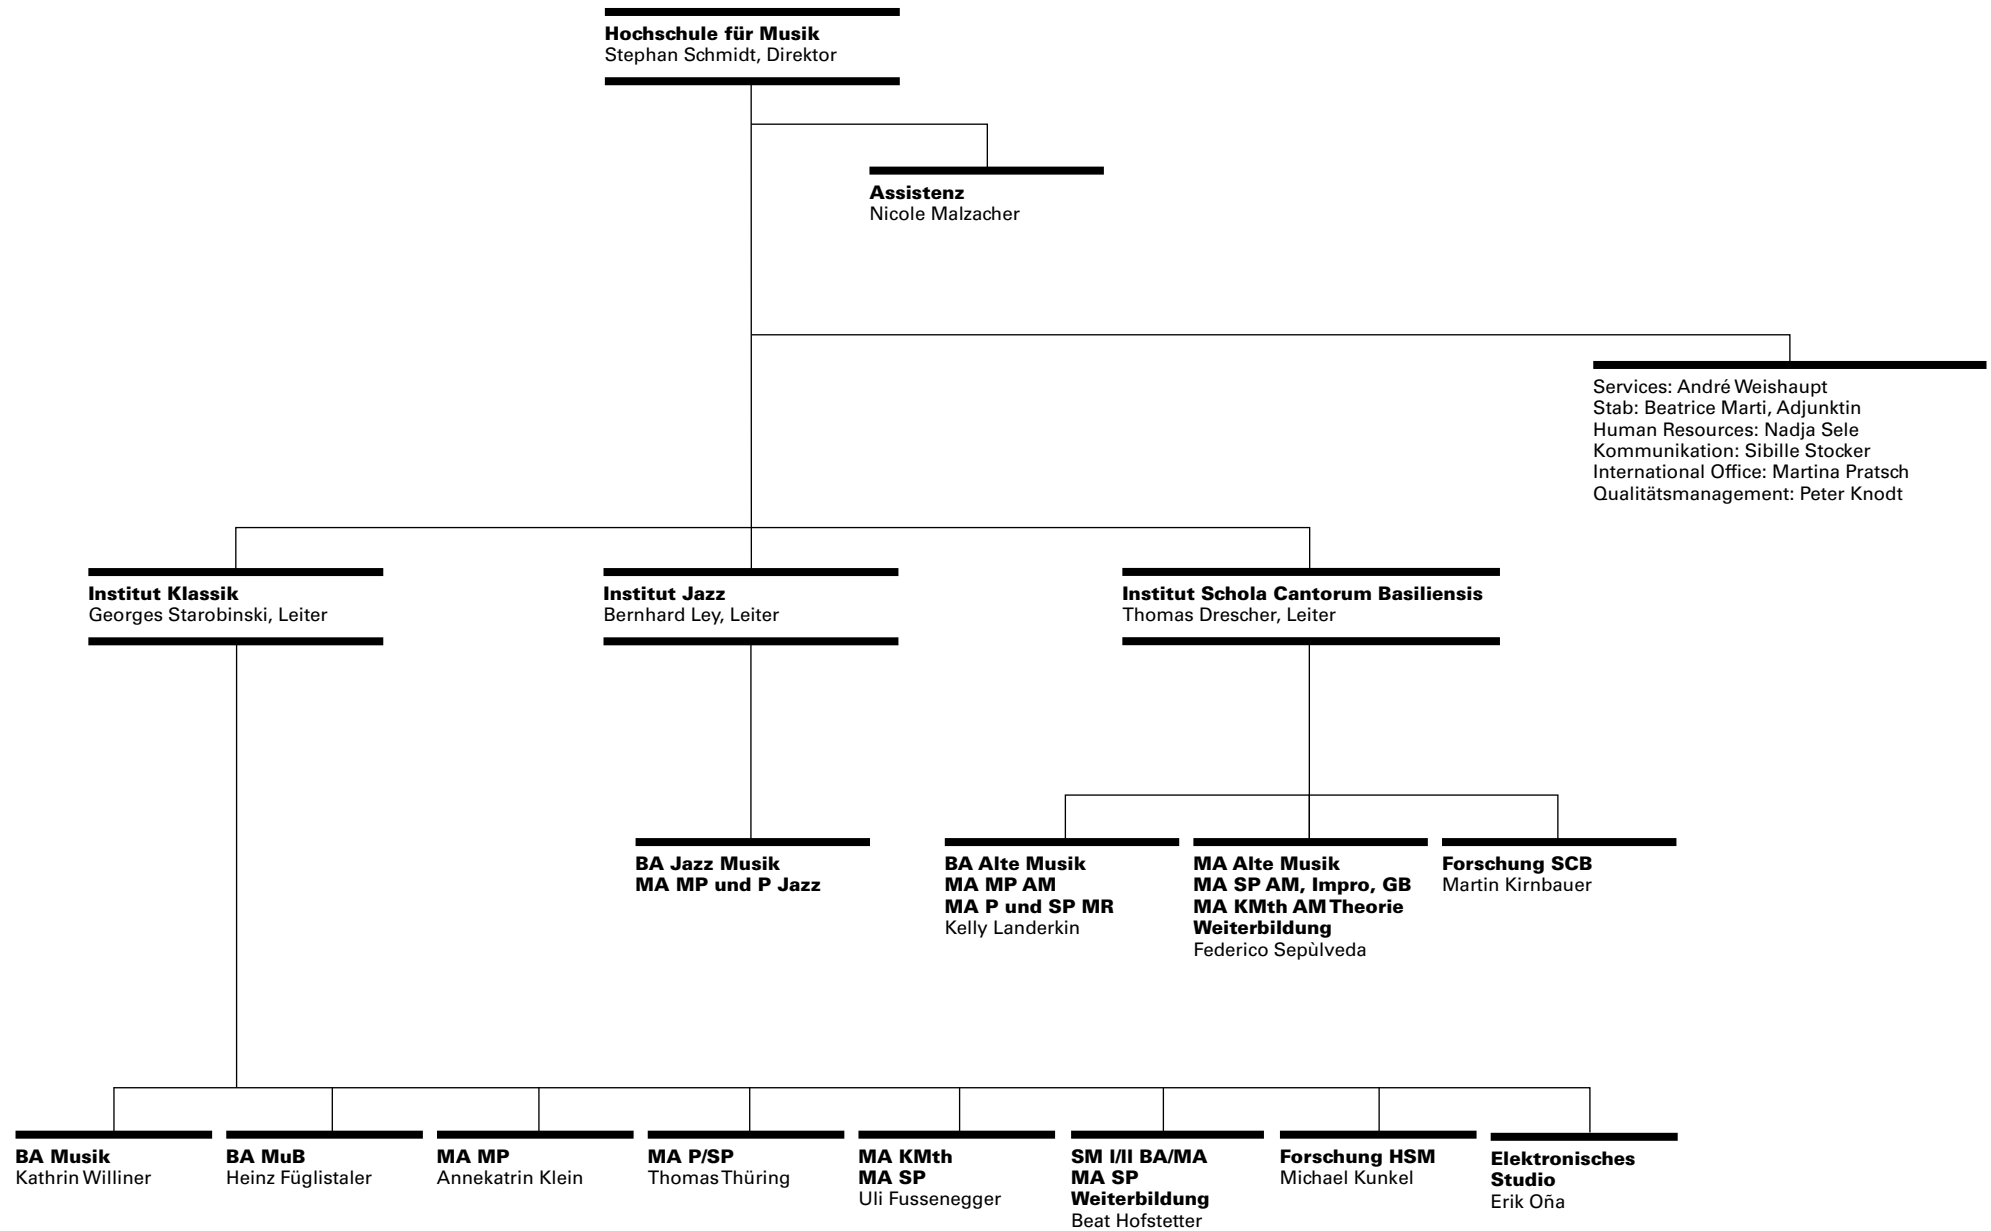 Hochschule für Musik
Stephan Schmidt, Direktor
Assistenz
Nicole Malzacher
Services: André Weishaupt
Stab: Beatrice Marti, Adjunktin
Human Resources: Nadja Sele
Kommunikation: Sibille Stocker
International Office: Martina Pratsch
Qualitätsmanagement: Peter Knodt
Institut Klassik
Georges Starobinski, Leiter
Institut Jazz
Bernhard Ley, Leiter
Institut Schola Cantorum Basiliensis
Thomas Drescher, Leiter
BA Jazz Musik
MA MP und P Jazz
BA Alte Musik
MA MP AM
MA P und SP MR
Kelly Landerkin
MA Alte Musik
MA SP AM, Impro, GB
MA KMth AM Theorie
Weiterbildung
Federico Sepùlveda
Forschung SCB
Martin Kirnbauer
BA Musik
Kathrin Williner
BA MuB
Heinz Füglistaler
MA MP
Annekatrin Klein
MA P/SP
Thomas Thüring
MA KMth
MA SP
Uli Fussenegger
SM I/II BA/MA
MA SP
Weiterbildung
Beat Hofstetter
Forschung HSM
Michael Kunkel
Elektronisches
Studio
Erik Oña